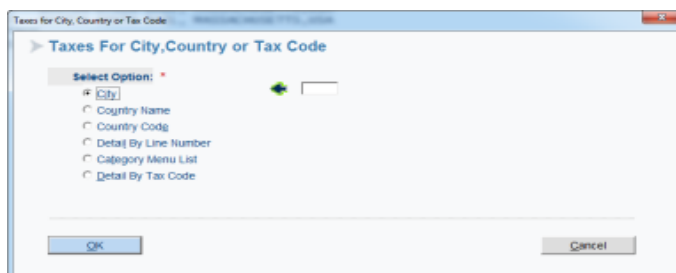 Taxes for City, Country or Tax Code
Taxes For City,Country or Tax Code
Select Option: *
City
Country Name
Country Code
Detail By Line Number
Category Menu List
Detail By Tax Code
OK
Cancel